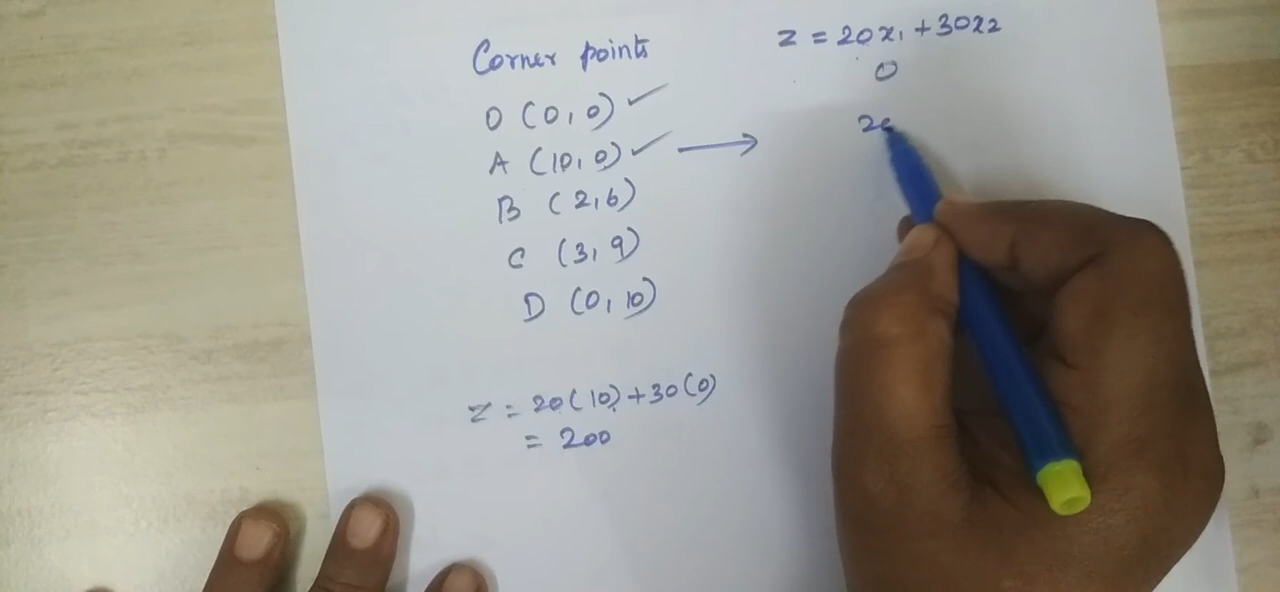 Corner points
O (0, 0) ✓
A (10, 0) ✓ →
B (2, 6)
C (3, 9)
D (0, 10)
Z = 20x₁ + 30x₂
0
20
Z = 20(10) + 30(0)
= 200